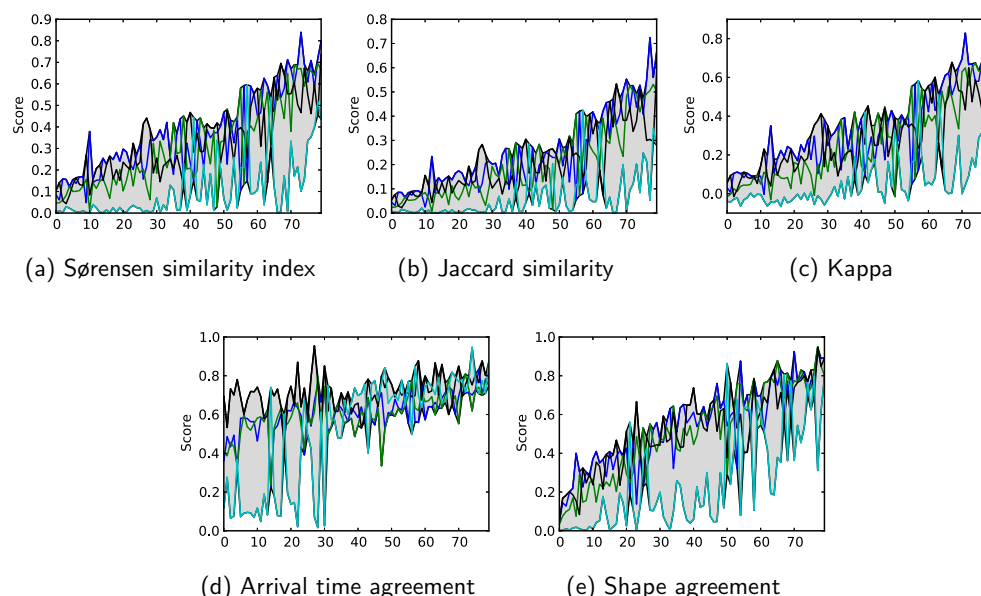 0.9
0.8
0.7
0.6
0.5
0.4
0.3
0.2
0.1
0.0
Score
0 10 20 30 40 50 60 70
(a) Sørensen similarity index
0.8
0.7
0.6
0.5
0.4
0.3
0.2
0.1
0.0
Score
0 10 20 30 40 50 60 70
(b) Jaccard similarity
0.8
0.6
0.4
0.2
0.0
Score
0 10 20 30 40 50 60 70
(c) Kappa
1.0
0.8
0.6
0.4
0.2
0.0
Score
0 10 20 30 40 50 60 70
(d) Arrival time agreement
1.0
0.8
0.6
0.4
0.2
0.0
Score
0 10 20 30 40 50 60 70
(e) Shape agreement